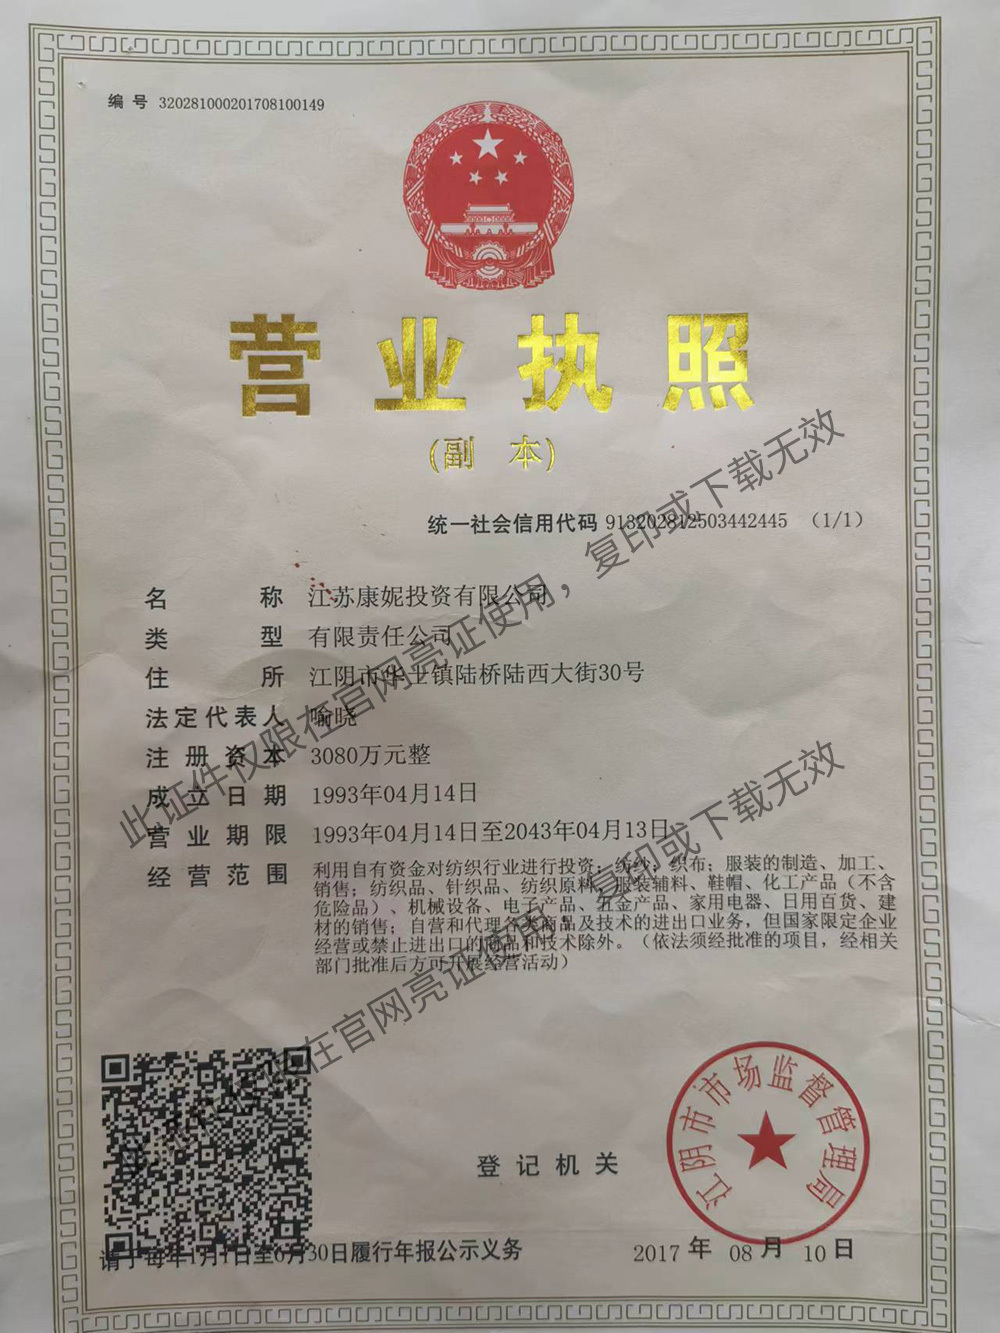 编号 320281000201708100149
营业执照
(副本)
统一社会信用代码 913202812503442445 (1/1)
名称 江苏康妮投资有限公司
类型 有限责任公司
住所 江阴市华士镇陆桥陆西大街30号
法定代表人 喻晓
注册资本 3080万元整
成立日期 1993年04月14日
营业期限 1993年04月14日至2043年04月13日
经营范围 利用自有资金对纺织行业进行投资；纺纱；织布；服装的制造、加工、
销售；纺织品、针织品、纺织原料、服装辅料、鞋帽、化工产品（不含
危险品）、机械设备、电子产品、五金产品、家用电器、日用百货、建
材的销售；自营和代理各类商品及技术的进出口业务，但国家限定企业
经营或禁止进出口的商品和技术除外。（依法须经批准的项目，经相关
部门批准后方可开展经营活动）
此证件仅限在官网亮证使用，复印或下载无效
此证件仅限在官网亮证使用，复印或下载无效
登记机关
江阴市市场监督管理局
请于每年1月1日至6月30日履行年报公示义务
2017年08月10日